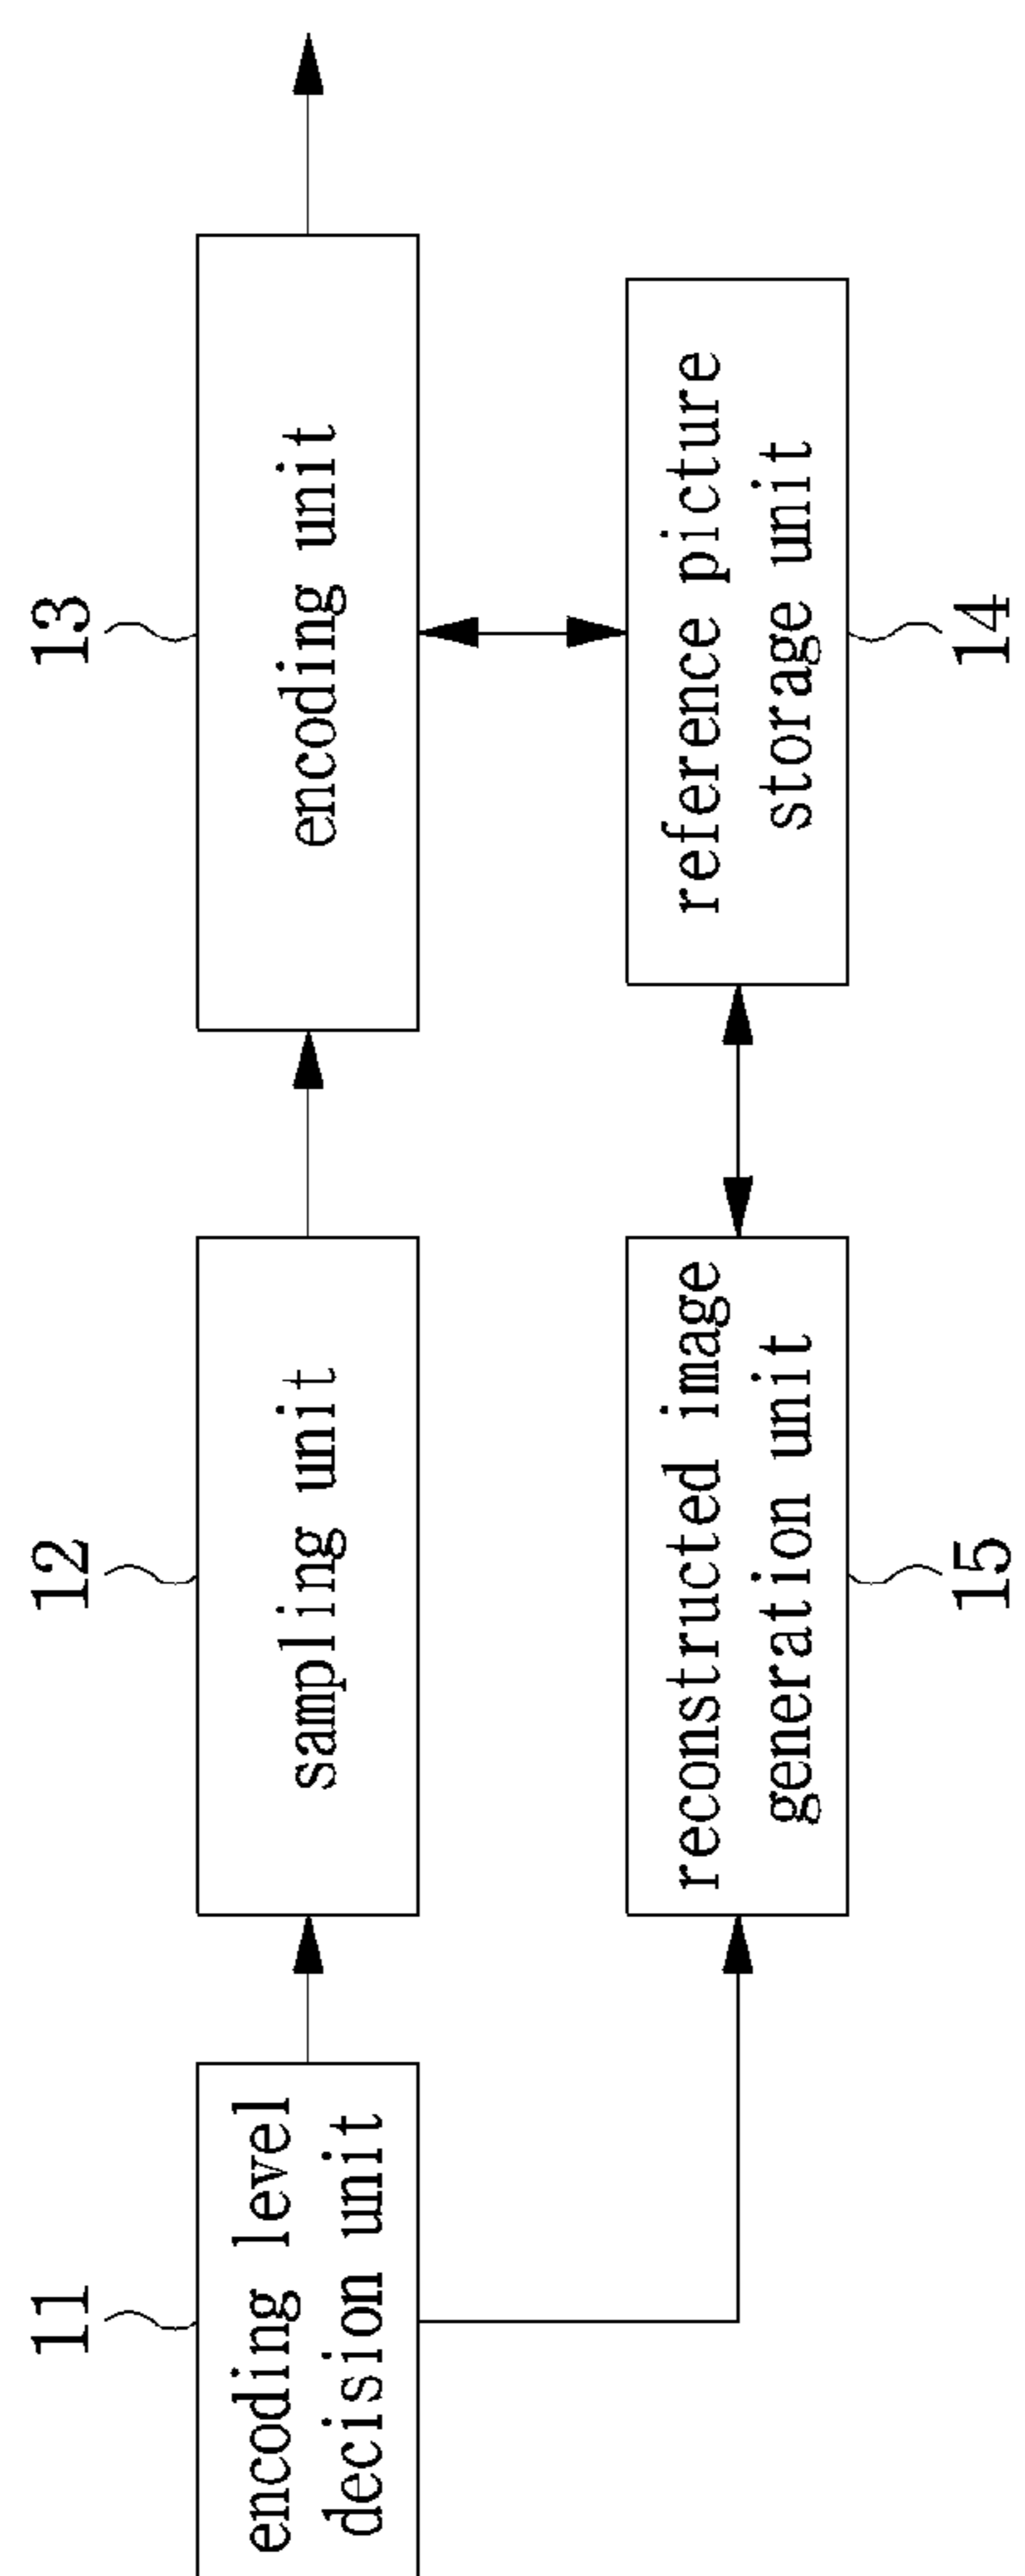 11
encoding level
decision unit
12
sampling unit
13
encoding unit
reconstructed image
generation unit
15
reference picture
storage unit
14